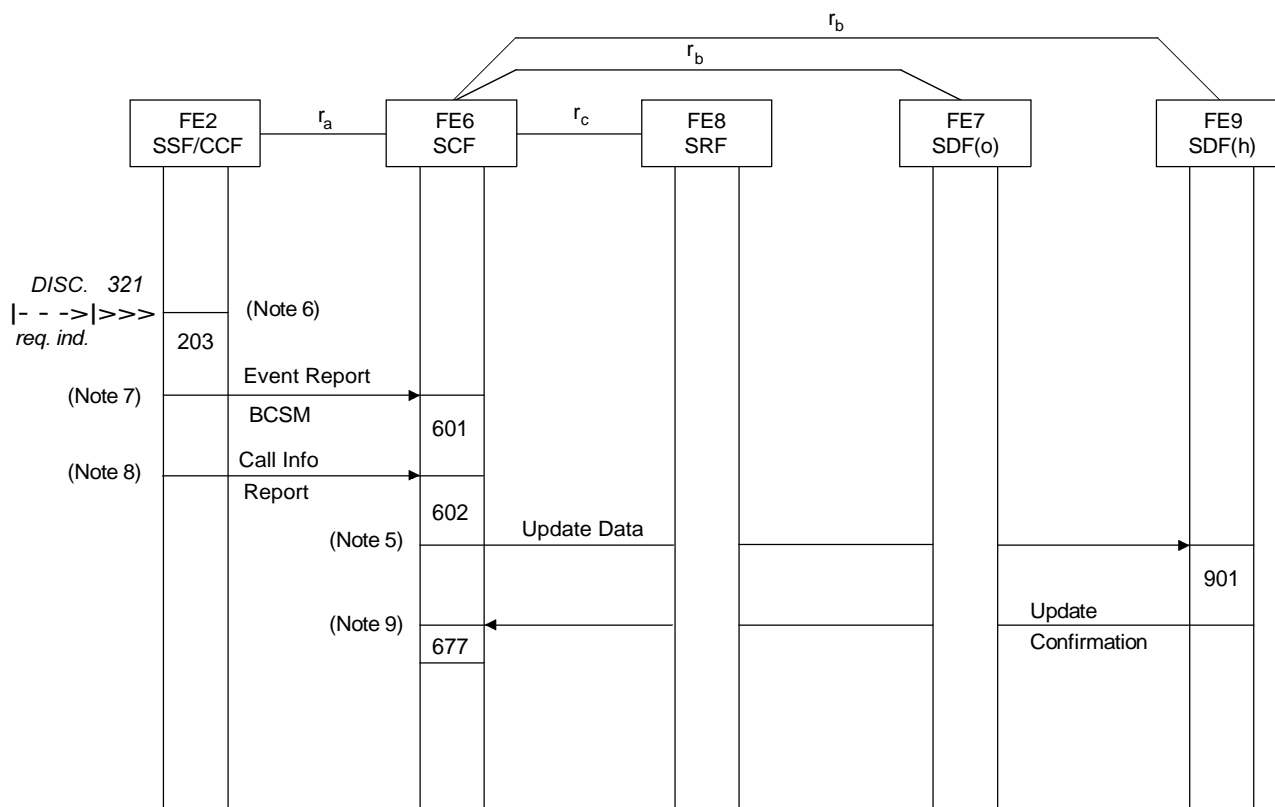 r_b
r_b
FE2
SSF/CCF
r_a
FE6
SCF
r_c
FE8
SRF
FE7
SDF(o)
FE9
SDF(h)
DISC. 321
|- - ->|>>>
req. ind.
(Note 6)
203
(Note 7)
Event Report
BCSM
601
(Note 8)
Call Info
Report
602
(Note 5)
Update Data
901
(Note 9)
Update
Confirmation
677